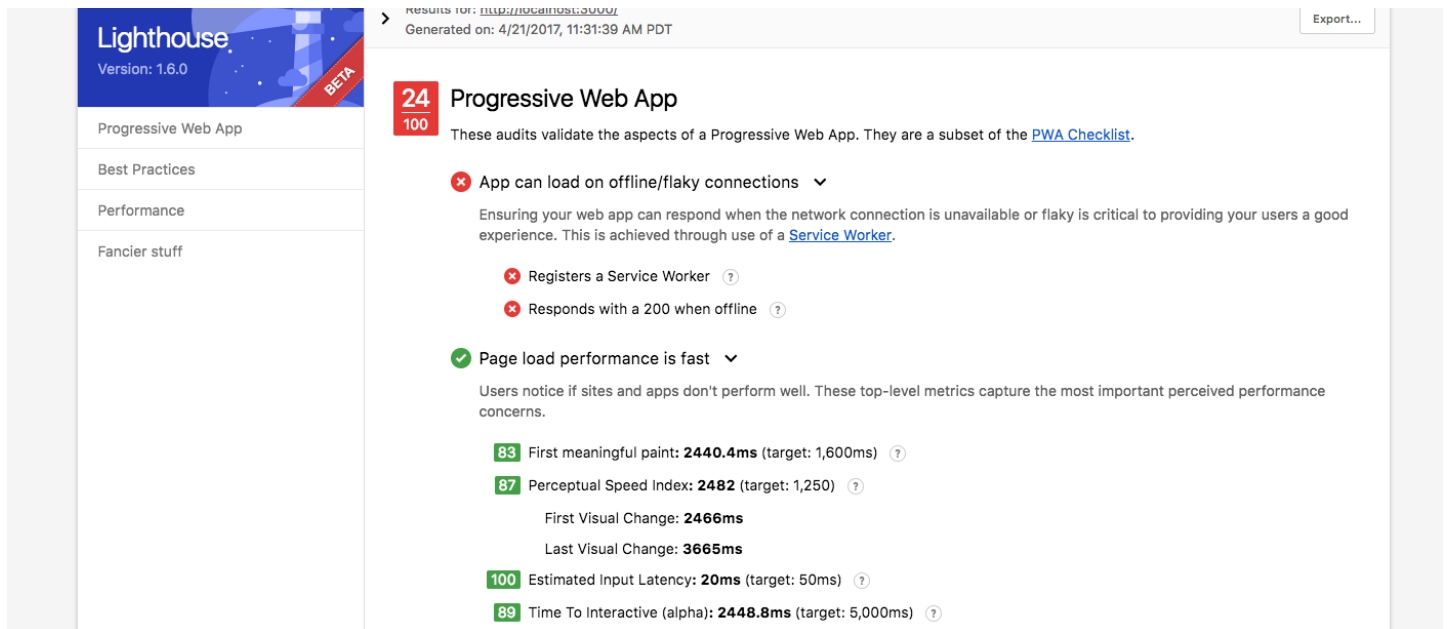 Results for: http://localhost:3000/
Generated on: 4/21/2017, 11:31:39 AM PDT
Export...
Lighthouse
Version: 1.6.0
BETA
Progressive Web App
Best Practices
Performance
Fancier stuff
24
100
Progressive Web App
These audits validate the aspects of a Progressive Web App. They are a subset of the PWA Checklist.
App can load on offline/flaky connections
Ensuring your web app can respond when the network connection is unavailable or flaky is critical to providing your users a good
experience. This is achieved through use of a Service Worker.
Registers a Service Worker ?
Responds with a 200 when offline ?
Page load performance is fast
Users notice if sites and apps don't perform well. These top-level metrics capture the most important perceived performance
concerns.
83 First meaningful paint: 2440.4ms (target: 1,600ms) ?
87 Perceptual Speed Index: 2482 (target: 1,250) ?
First Visual Change: 2466ms
Last Visual Change: 3665ms
100 Estimated Input Latency: 20ms (target: 50ms) ?
89 Time To Interactive (alpha): 2448.8ms (target: 5,000ms) ?